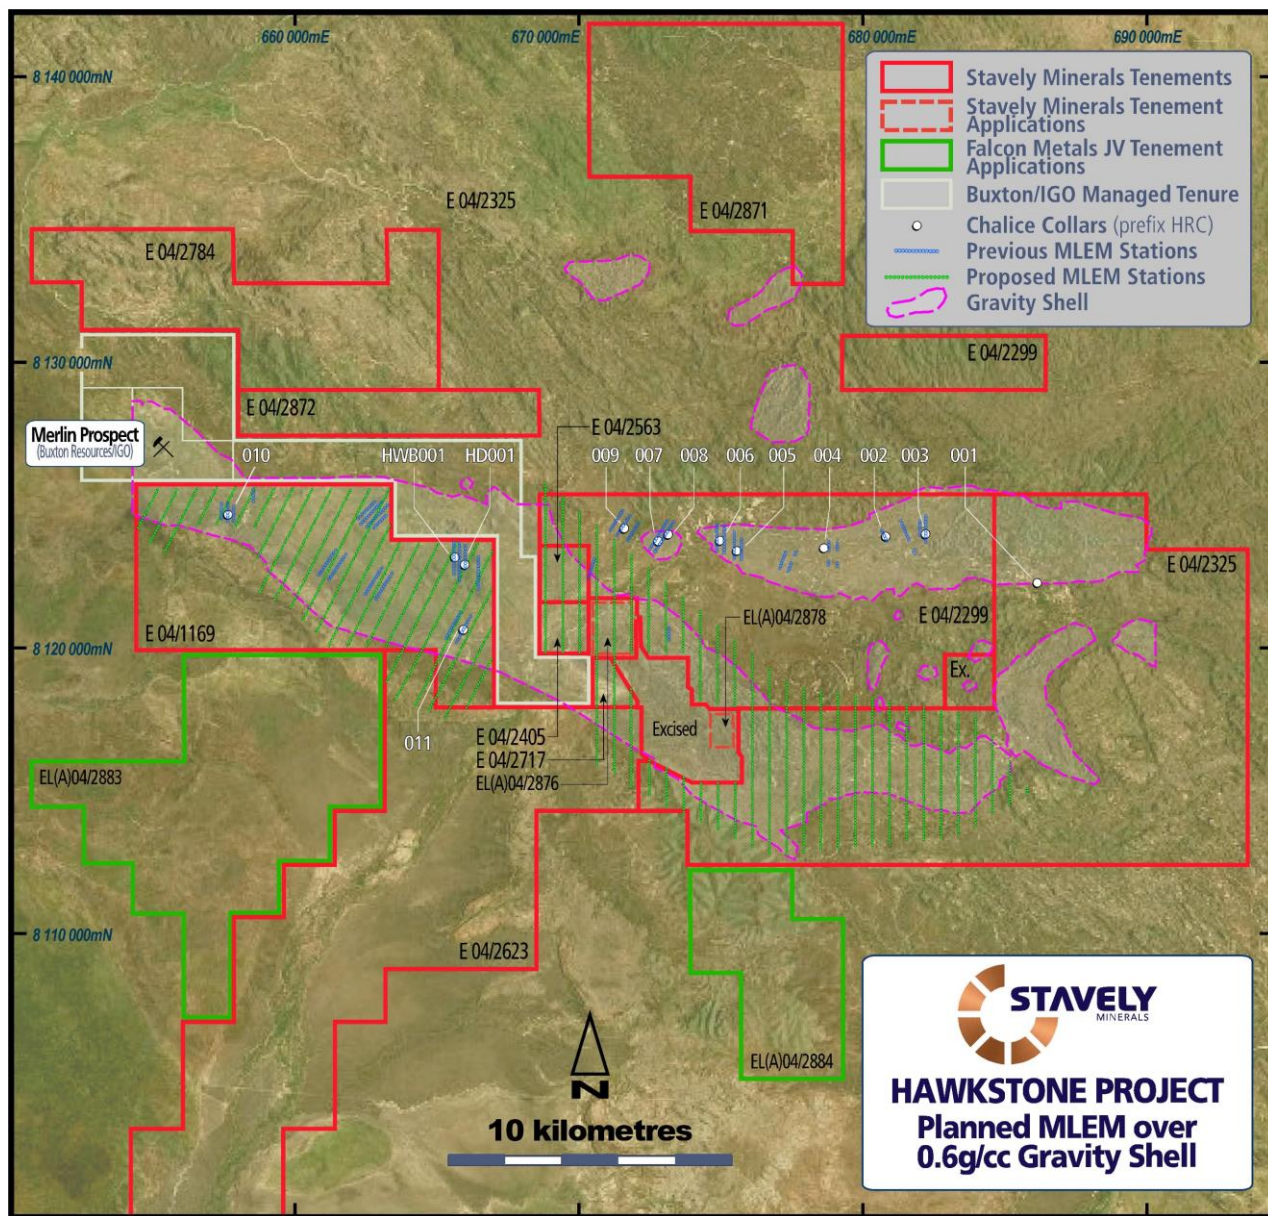 660 000mE
670 000mE
680 000mE
690 000mE
8 140 000mN
Stavely Minerals Tenements
Stavely Minerals Tenement
Applications
Falcon Metals JV Tenement
Applications
Buxton/IGO Managed Tenure
Chalice Collars (prefix HRC)
Previous MLEM Stations
Proposed MLEM Stations
Gravity Shell
E 04/2325
E 04/2871
E 04/2784
8 130 000mN
E 04/2299
E 04/2872
E 04/2563
Merlin Prospect
(Buxton Resources/IGO)
010
HWB001
HD001
009
007
008
006
005
004
002
003
001
E 04/2325
EL(A)04/2878
E 04/2299
E 04/1169
8 120 000mN
Ex.
Excised
011
E 04/2405
E 04/2717
EL(A)04/2876
EL(A)04/2883
8 110 000mN
E 04/2623
EL(A)04/2884
N
10 kilometres
STAVELY
MINERALS
HAWKSTONE PROJECT
Planned MLEM over
0.6g/cc Gravity Shell